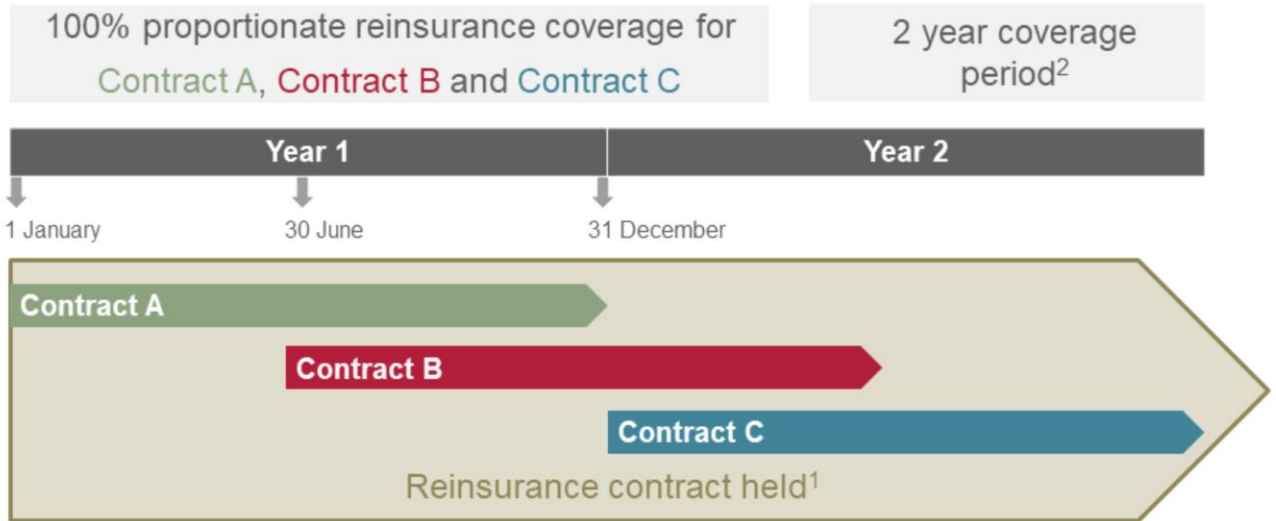 100% proportionate reinsurance coverage for
Contract A, Contract B and Contract C
2 year coverage
period²
Year 1
Year 2
1 January
30 June
31 December
Contract A
Contract B
Contract C
Reinsurance contract held¹